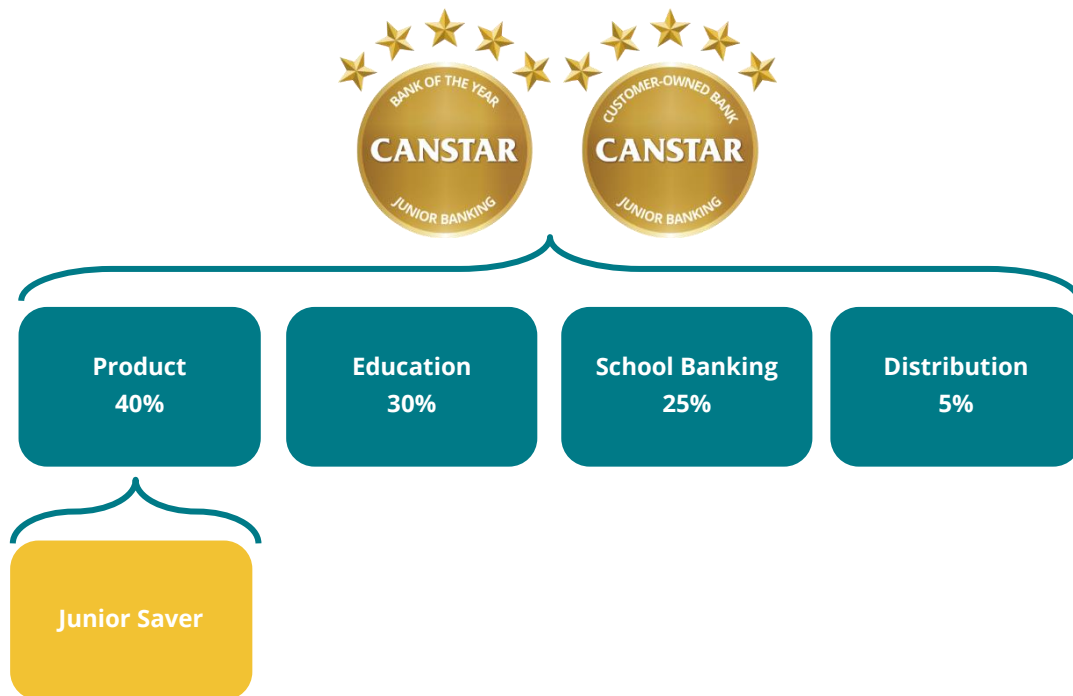 BANK OF THE YEAR
CANSTAR
JUNIOR BANKING
CUSTOMER-OWNED BANK
CANSTAR
JUNIOR BANKING
Product
40%
Education
30%
School Banking
25%
Distribution
5%
Junior Saver